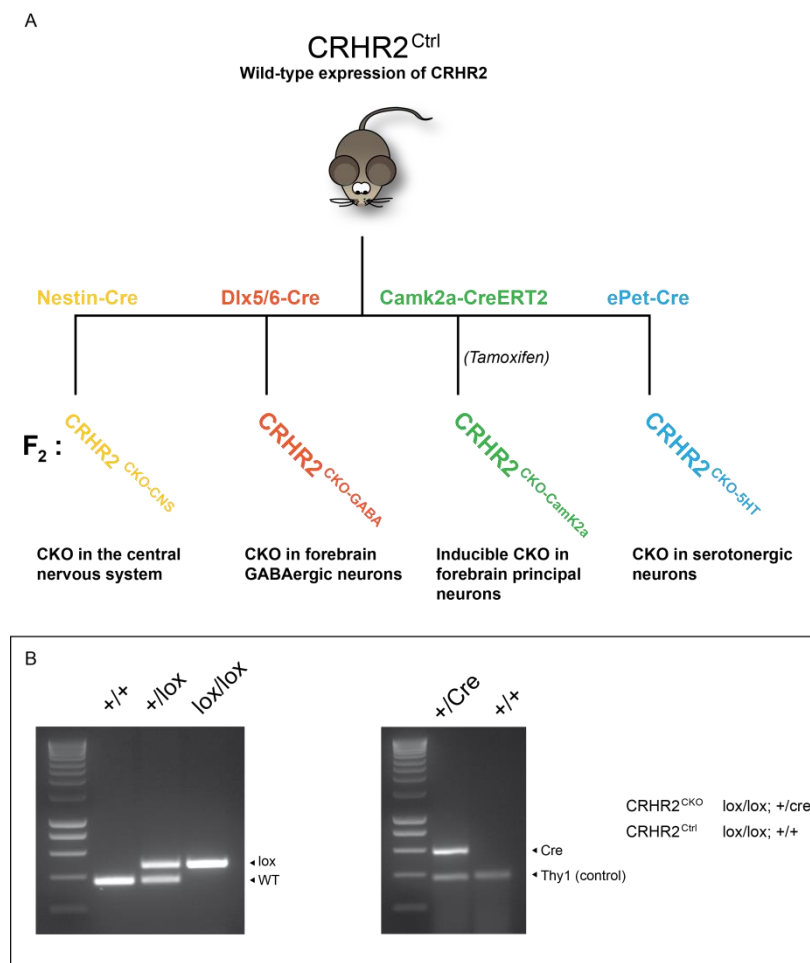 A
CRHR2Ctrl
Wild-type expression of CRHR2
Nestin-Cre Dlx5/6-Cre Camk2a-CreERT2 ePet-Cre
(Tamoxifen)
F2 :
CRHR2 CKO-CNS
CRHR2 CKO-GABA
CRHR2 CKO-CamK2a
CRHR2 CKO-5HT
CKO in the central
nervous system
CKO in forebrain
GABAergic neurons
Inducible CKO in
forebrain principal
neurons
CKO in serotonergic
neurons
B
+/+ +/lox lox/lox
lox
WT
+/Cre +/+
Cre
Thy1 (control)
CRHR2CKO lox/lox; +/cre
CRHR2Ctrl lox/lox; +/+